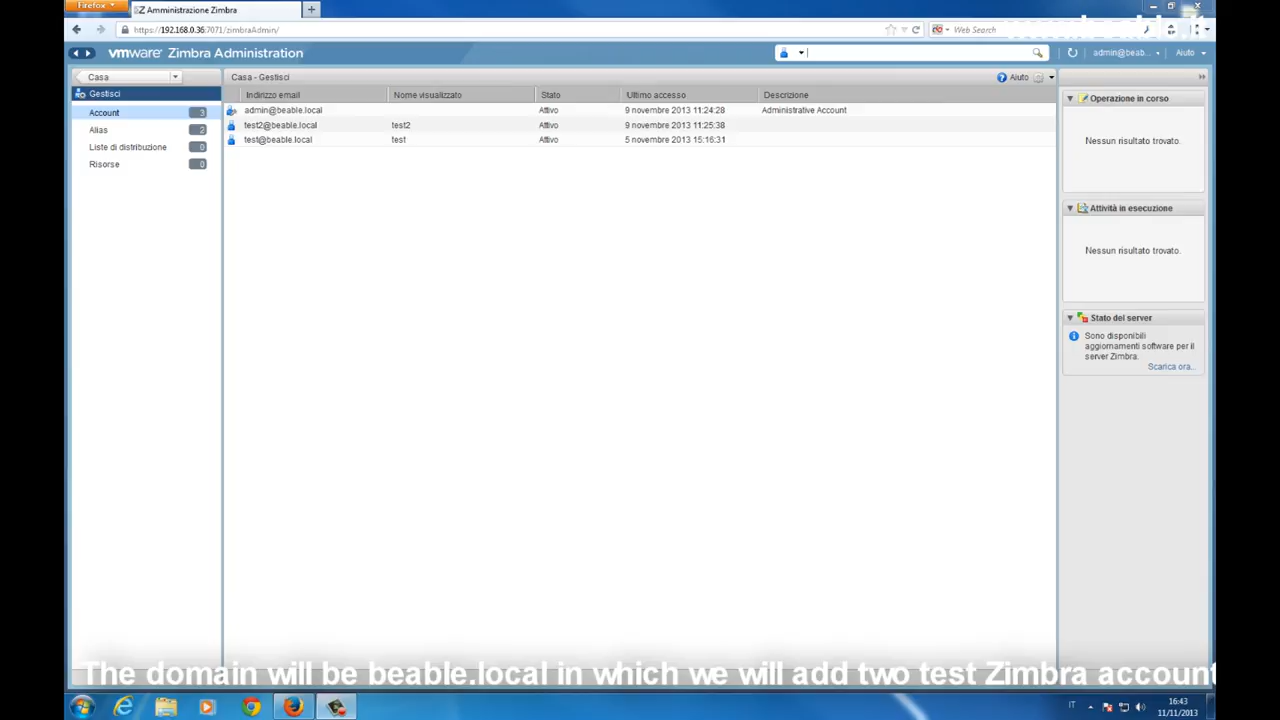 Firefox
Amministrazione Zimbra
https://192.168.0.36:7071/zimbraAdmin/
Web Search
vmware Zimbra Administration
admin@beab...
Aiuto
Casa
Casa - Gestisci
Aiuto
Gestisci
Account 3
Alias 2
Liste di distribuzione 0
Risorse 0
Indirizzo email Nome visualizzato Stato Ultimo accesso Descrizione
admin@beable.local Attivo 9 novembre 2013 11:24:28 Administrative Account
test2@beable.local test2 Attivo 9 novembre 2013 11:25:38
test@beable.local test Attivo 5 novembre 2013 15:16:31
Operazione in corso
Nessun risultato trovato.
Attività in esecuzione
Nessun risultato trovato.
Stato del server
Sono disponibili
aggiornamenti software per il
server Zimbra.
Scarica ora..
The domain will be beable.local in which we will add two test Zimbra account
IT
16:43
11/11/2013